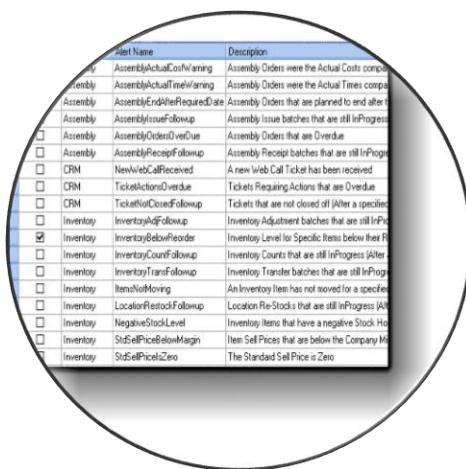 Alert Name Description
AssemblyActualCostWarning Assembly Orders were the Actual Costs
Assembly AssemblyActualTimeWarning Assembly Orders were the Actual Times
Assembly AssemblyEndAfterRequiredDate Assembly Orders that are planned to end after
Assembly AssemblyIssueFollowup Assembly Issue batches that are still InProgress
Assembly AssemblyOrdersOverDue Assembly Orders that are Overdue
Assembly AssemblyReceiptFollowup Assembly Receipt batches that are still
CRM NewWebCallReceived A new Web Call Ticket has been received
CRM TicketActionsOverdue Tickets Requiring Actions that are Overdue
CRM TicketNotClosedFollowup Tickets that are not closed off (After a specified
Inventory InventoryAdjFollowup Inventory Adjustment batches that are still
Inventory InventoryBelowReorder Inventory Level for Specific Items below their
Inventory InventoryCountFollowup Inventory Counts that are still InProgress (After
Inventory InventoryTransFollowup Inventory Transfer batches that are still
Inventory ItemsNotMoving An Inventory Item has not moved for a specified
Inventory LocationRestockFollowup Location Re-Stocks that are still InProgress
Inventory NegativeStockLevel Inventory Items that have a negative Stock
Inventory StdSellPriceBelowMargin Item Sell Prices that are below the Company
Inventory StdSellPriceIsZero The Standard Sell Price is Zero